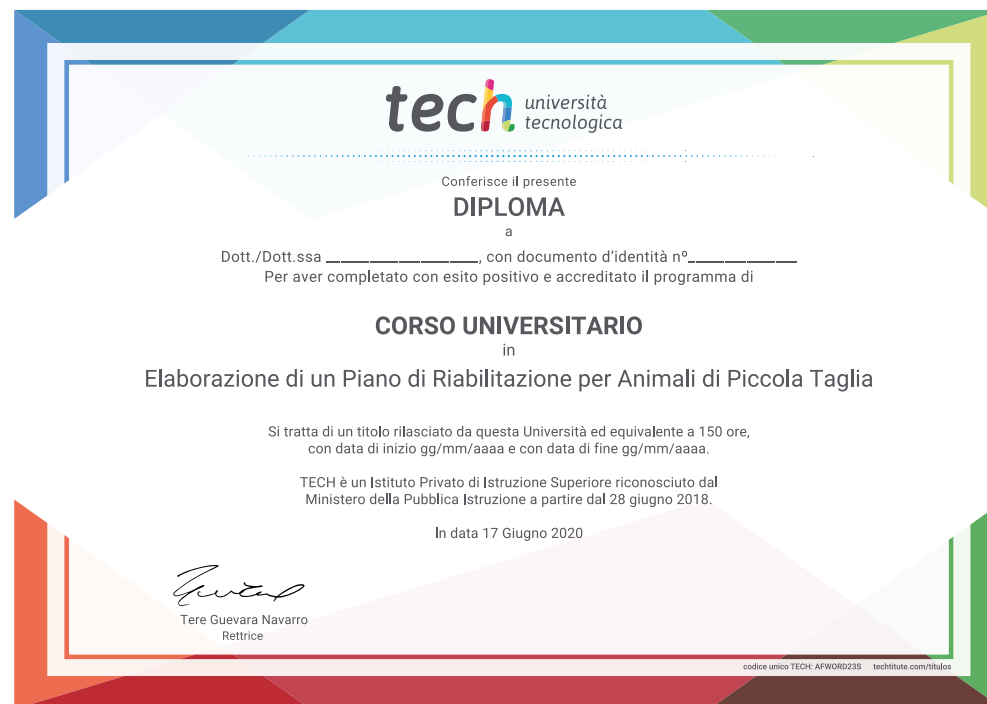 tech università
tecnologica
Conferisce il presente
DIPLOMA
a
Dott./Dott.ssa _________________, con documento d'identità nº____________
Per aver completato con esito positivo e accreditato il programma di
CORSO UNIVERSITARIO
in
Elaborazione di un Piano di Riabilitazione per Animali di Piccola Taglia
Si tratta di un titolo rilasciato da questa Università ed equivalente a 150 ore,
con data di inizio gg/mm/aaaa e con data di fine gg/mm/aaaa.
TECH è un Istituto Privato di Istruzione Superiore riconosciuto dal
Ministero della Pubblica Istruzione a partire dal 28 giugno 2018.
In data 17 Giugno 2020
Tere Guevara Navarro
Rettrice
codice unico TECH: AFWORD23S techtitute.com/titulos